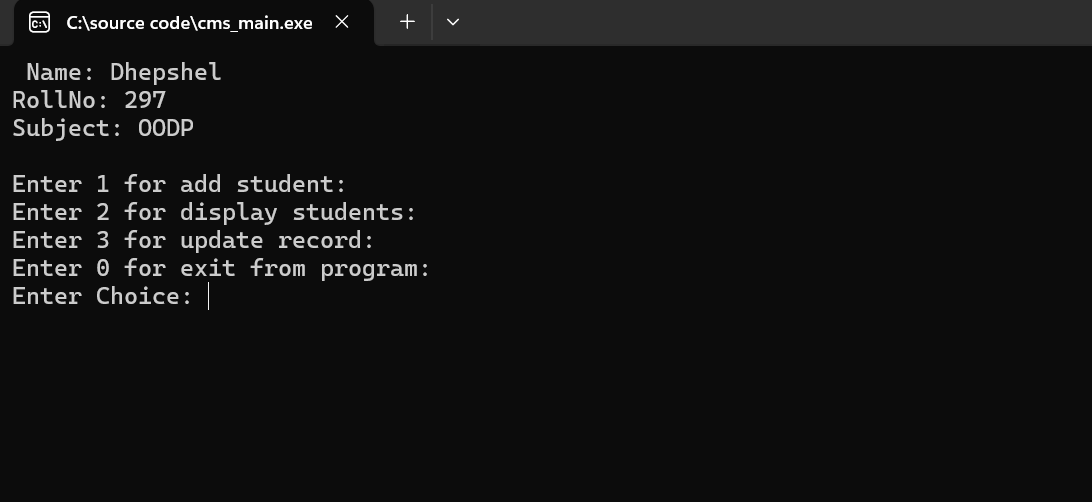 C:\source code\cms_main.exe
Name: Dhepshel
RollNo: 297
Subject: OODP
Enter 1 for add student:
Enter 2 for display students:
Enter 3 for update record:
Enter 0 for exit from program:
Enter Choice: